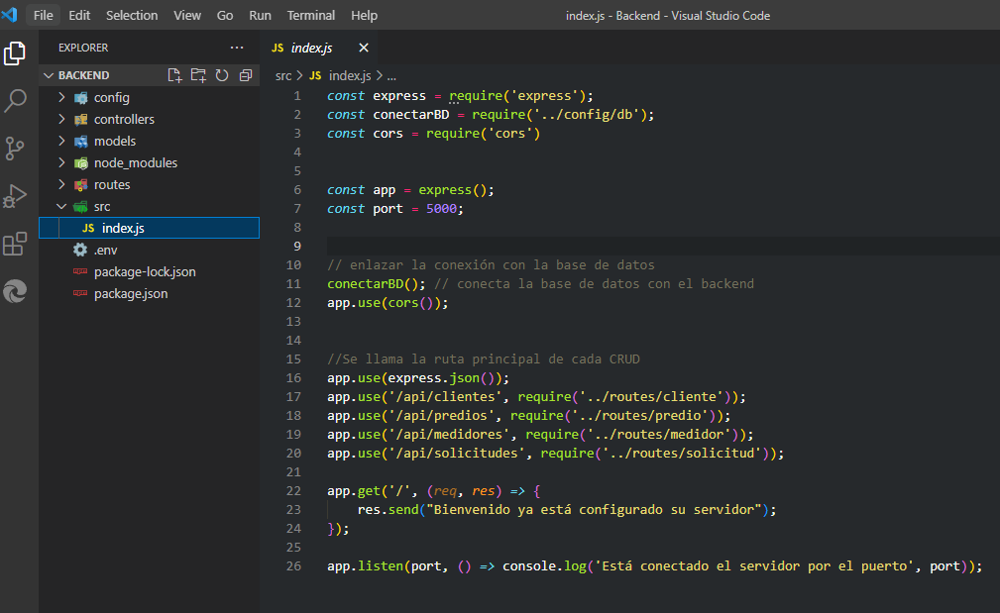 File Edit Selection View Go Run Terminal Help
index.js - Backend - Visual Studio Code
EXPLORER ...
BACKEND
config
controllers
models
node_modules
routes
src
JS index.js
.env
package-lock.json
package.json
JS index.js
src > JS index.js > ...
1 const express = require('express');
2 const conectarBD = require('../config/db');
3 const cors = require('cors')
4
5
6 const app = express();
7 const port = 5000;
8
9
10 // enlazar la conexión con la base de datos
11 conectarBD(); // conecta la base de datos con el backend
12 app.use(cors());
13
14
15 //Se llama la ruta principal de cada CRUD
16 app.use(express.json());
17 app.use('/api/clientes', require('../routes/cliente'));
18 app.use('/api/predios', require('../routes/predio'));
19 app.use('/api/medidores', require('../routes/medidor'));
20 app.use('/api/solicitudes', require('../routes/solicitud'));
21
22 app.get('/', (req, res) => {
23 res.send("Bienvenido ya está configurado su servidor");
24 });
25
26 app.listen(port, () => console.log('Está conectado el servidor por el puerto', port));